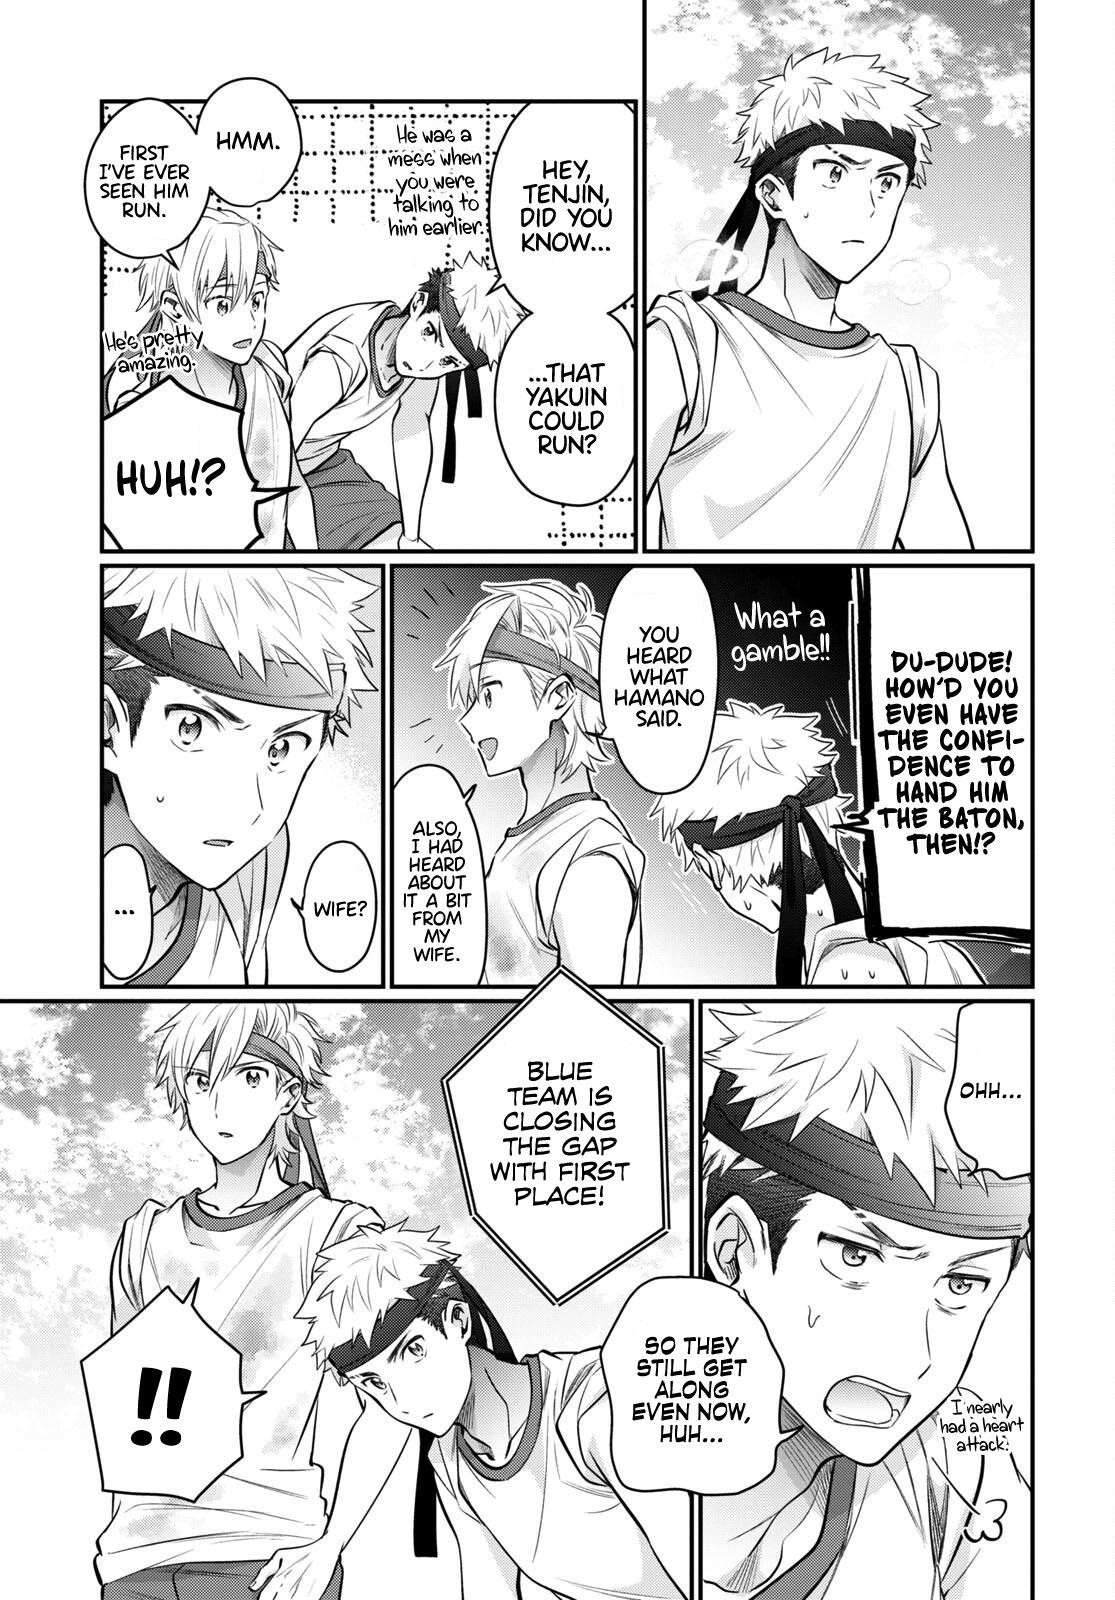 HEY,
TENJIN,
DID YOU
KNOW...
...THAT
YAKUIN
COULD
RUN?
He was a
mess when
you were
talking to
him earlier.
HMM.
FIRST
I'VE EVER
SEEN HIM
RUN.
He's pretty
amazing.
HUH!?
DU-DUDE!
HOW'D YOU
EVEN HAVE
THE CONFI-
DENCE TO
HAND HIM
THE BATON,
THEN!?
What a
gamble!!
YOU
HEARD
WHAT
HAMANO
SAID.
ALSO,
I HAD
HEARD
ABOUT
IT A BIT
FROM
MY
WIFE.
WIFE?
...
OHH...
I nearly
had a heart
attack.
SO THEY
STILL GET
ALONG
EVEN NOW,
HUH...
BLUE
TEAM IS
CLOSING
THE GAP
WITH FIRST
PLACE!
!!